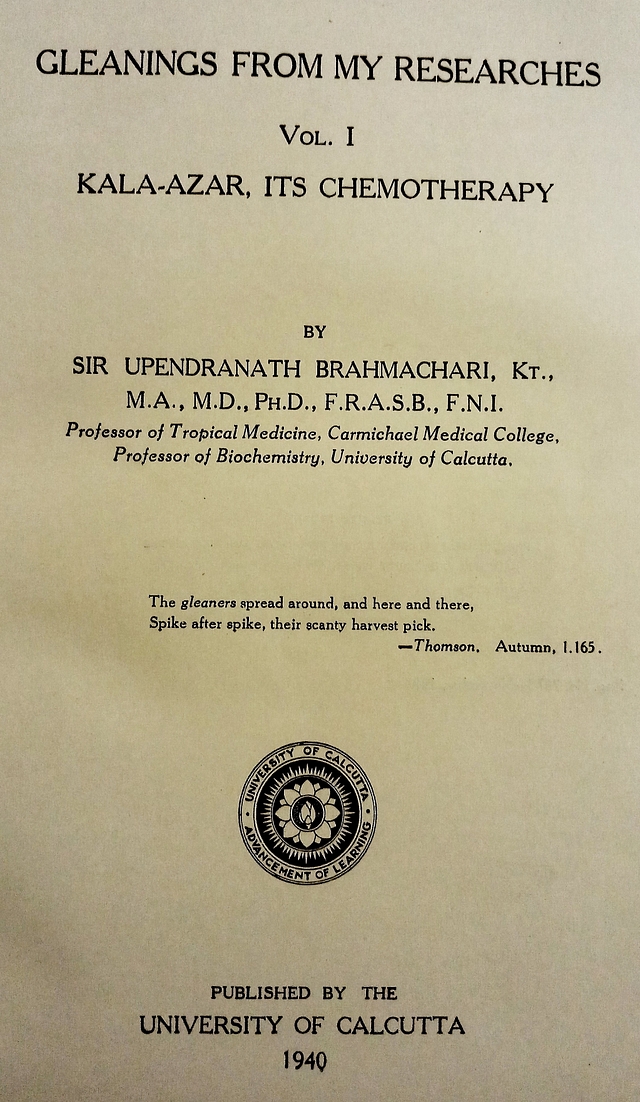 GLEANINGS FROM MY RESEARCHES
VOL. I
KALA-AZAR, ITS CHEMOTHERAPY
BY
SIR UPENDRANATH BRAHMACHARI, KT.,
M.A., M.D., PH.D., F.R.A.S.B., F.N.I.
Professor of Tropical Medicine, Carmichael Medical College,
Professor of Biochemistry, University of Calcutta.
The gleaners spread around, and here and there,
Spike after spike, their scanty harvest pick.
—Thomson. Autumn, 1.165.
UNIVERSITY OF CALCUTTA
ADVANCEMENT OF LEARNING
PUBLISHED BY THE
UNIVERSITY OF CALCUTTA
1940